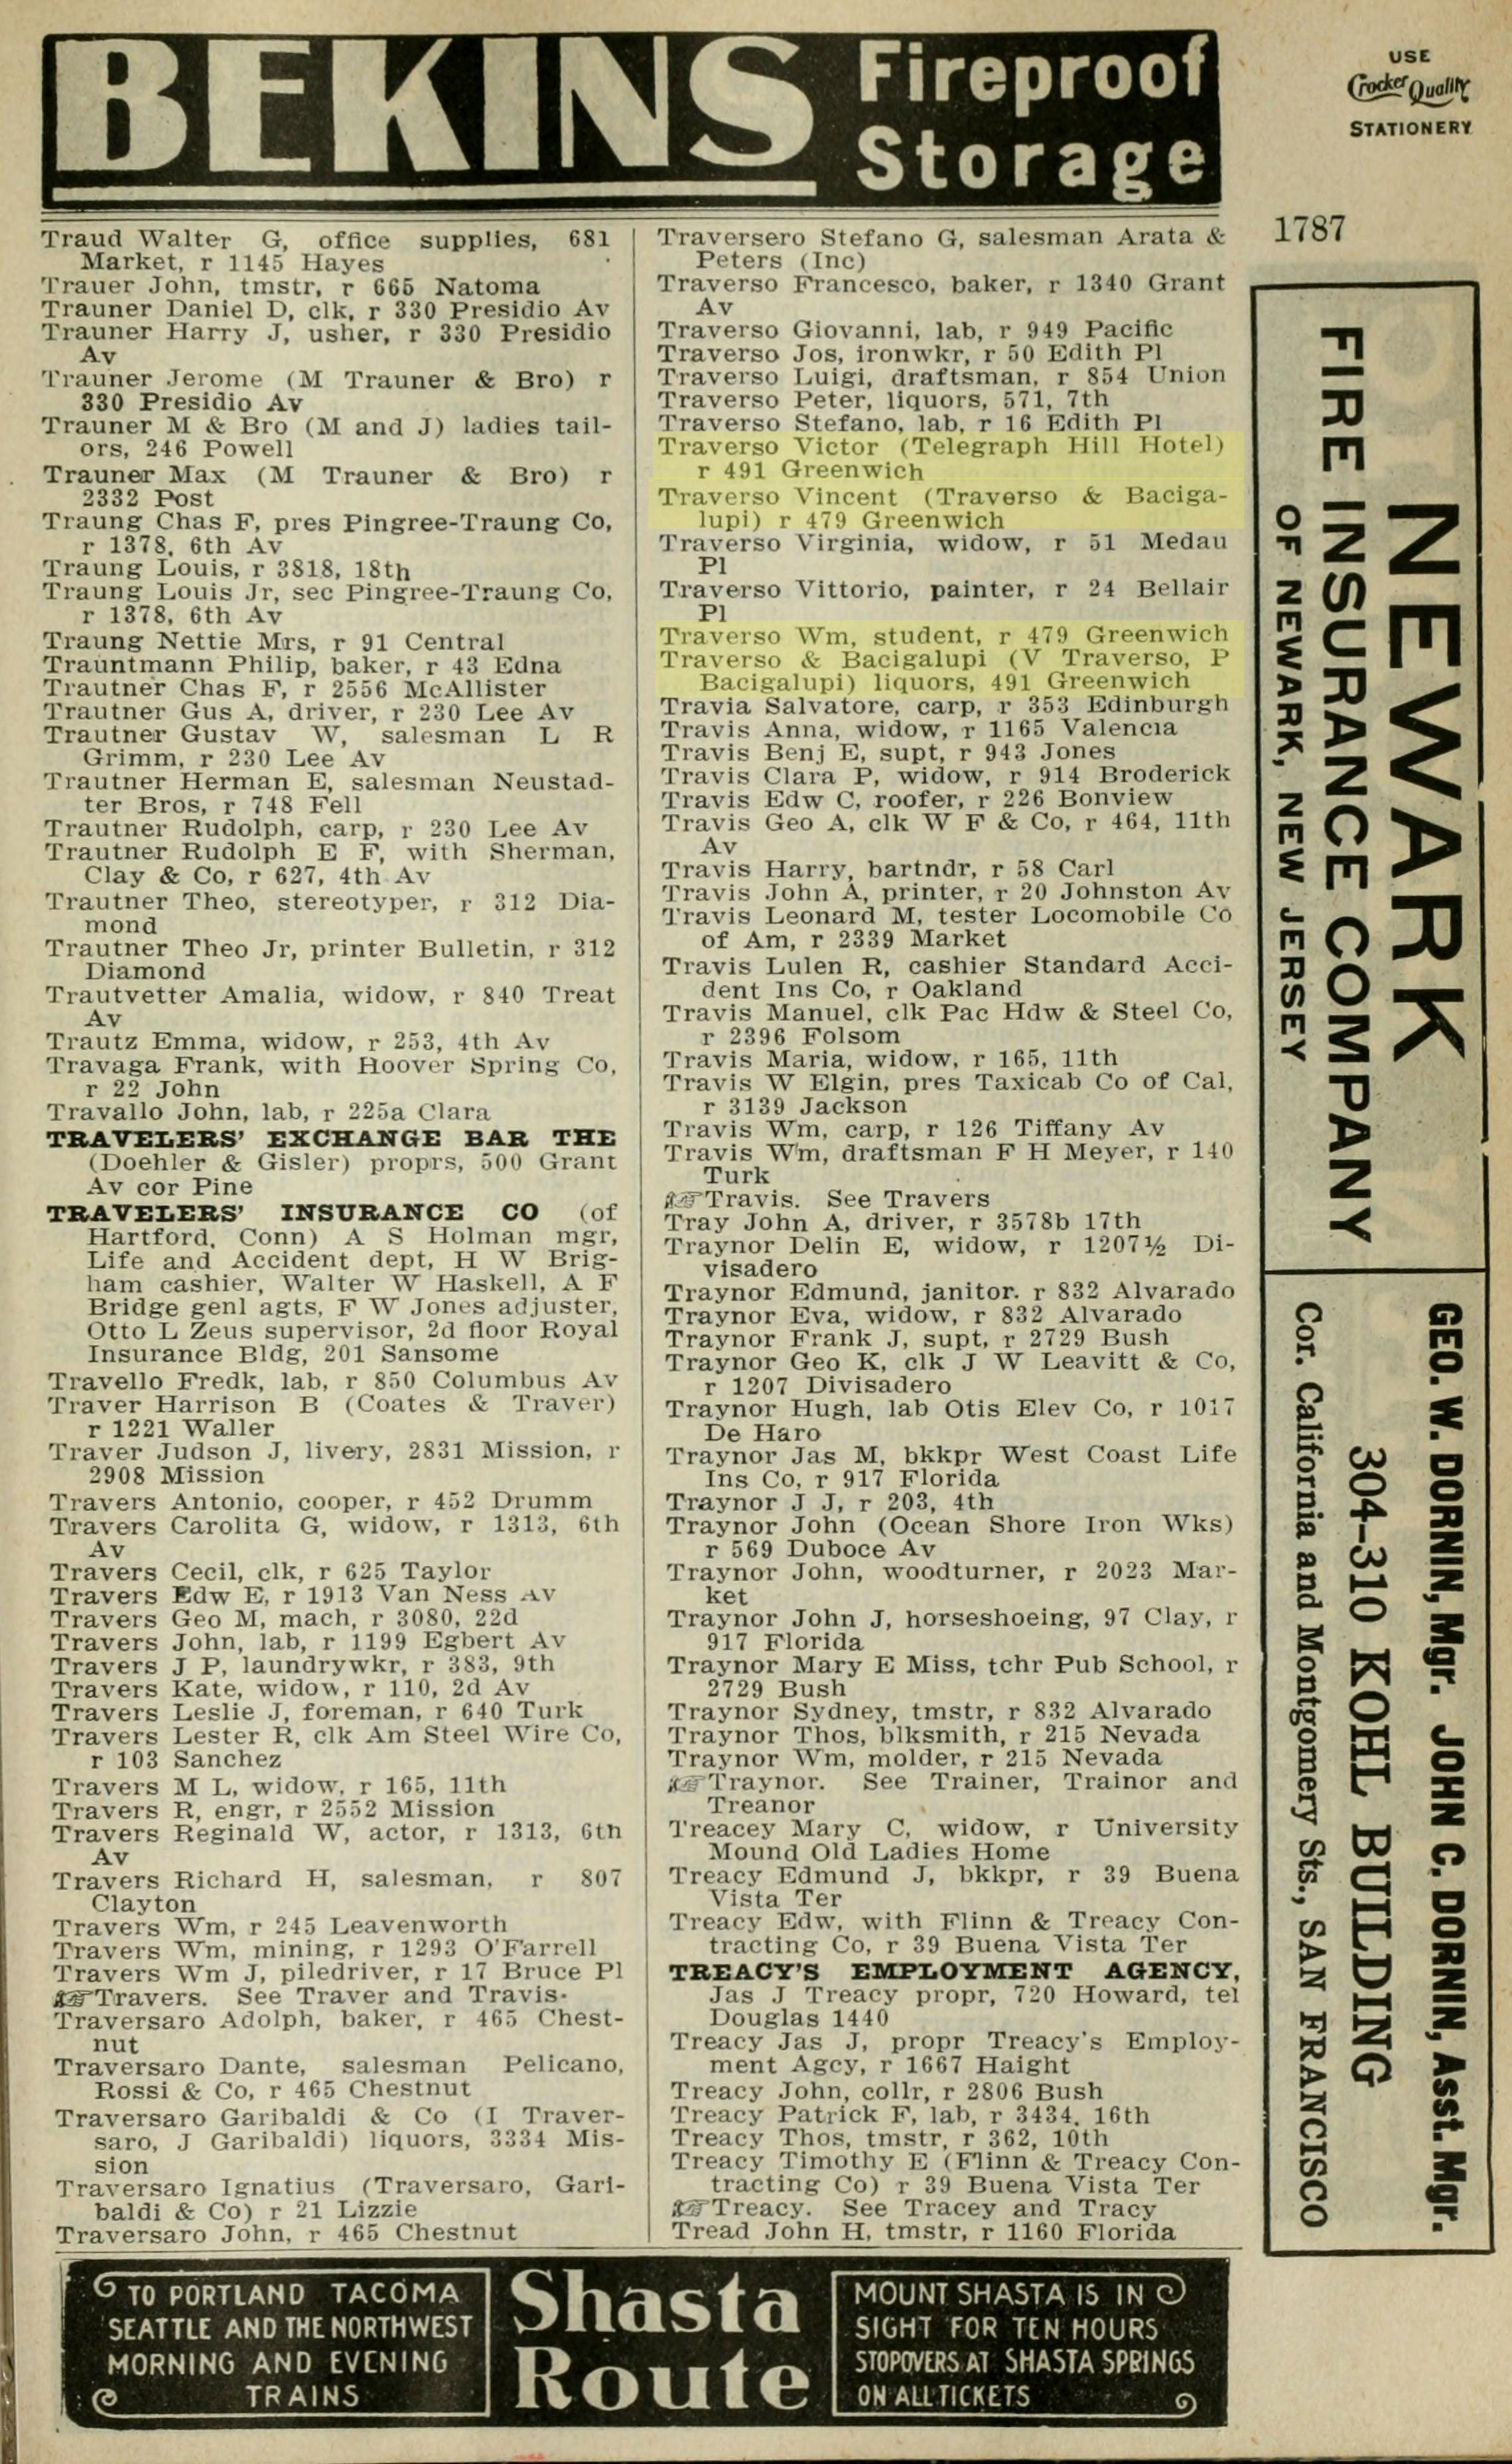 BEKINS Fireproof
Storage
USE
Crocker Quality
STATIONERY
1787
Traud Walter G, office supplies, 681
Market, r 1145 Hayes
Trauer John, tmstr, r 665 Natoma
Trauner Daniel D, clk, r 330 Presidio Av
Trauner Harry J, usher, r 330 Presidio
Av
Trauner Jerome (M Trauner & Bro) r
330 Presidio Av
Trauner M & Bro (M and J) ladies tail-
ors, 246 Powell
Trauner Max (M Trauner & Bro) r
2332 Post
Traung Chas F, pres Pingree-Traung Co,
r 1378, 6th Av
Traung Louis, r 3818, 18th
Traung Louis Jr, sec Pingree-Traung Co,
r 1378, 6th Av
Traung Nettie Mrs, r 91 Central
Trauntmann Philip, baker, r 43 Edna
Trautner Chas F, r 2556 McAllister
Trautner Gus A, driver, r 230 Lee Av
Trautner Gustav W, salesman L R
Grimm, r 230 Lee Av
Trautner Herman E, salesman Neustad-
ter Bros, r 748 Fell
Trautner Rudolph, carp, r 230 Lee Av
Trautner Rudolph E F, with Sherman,
Clay & Co, r 627, 4th Av
Trautner Theo, stereotyper, r 312 Dia-
mond
Trautner Theo Jr, printer Bulletin, r 312
Diamond
Trautvetter Amalia, widow, r 840 Treat
Av
Trautz Emma, widow, r 253, 4th Av
Travaga Frank, with Hoover Spring Co,
r 22 John
Travallo John, lab, r 225a Clara
TRAVELERS' EXCHANGE BAR THE
(Doehler & Gisler) proprs, 500 Grant
Av cor Pine
TRAVELERS' INSURANCE CO (of
Hartford, Conn) A S Holman mgr,
Life and Accident dept, H W Brig-
ham cashier, Walter W Haskell, A F
Bridge genl agts, F W Jones adjuster,
Otto L Zeus supervisor, 2d floor Royal
Insurance Bldg, 201 Sansome
Travello Fredk, lab, r 850 Columbus Av
Traver Harrison B (Coates & Traver)
r 1221 Waller
Traver Judson J, livery, 2831 Mission, r
2908 Mission
Travers Antonio, cooper, r 452 Drumm
Travers Carolita G, widow, r 1313, 6th
Av
Travers Cecil, clk, r 625 Taylor
Travers Edw E, r 1913 Van Ness Av
Travers Geo M, mach, r 3080, 22d
Travers John, lab, r 1199 Egbert Av
Travers J P, laundrywkr, r 383, 9th
Travers Kate, widow, r 110, 2d Av
Travers Leslie J, foreman, r 640 Turk
Travers Lester R, clk Am Steel Wire Co,
r 103 Sanchez
Travers M L, widow, r 165, 11th
Travers R, engr, r 2552 Mission
Travers Reginald W, actor, r 1313, 6th
Av
Travers Richard H, salesman, r 807
Clayton
Travers Wm, r 245 Leavenworth
Travers Wm, mining, r 1293 O'Farrell
Travers Wm J, piledriver, r 17 Bruce Pl
☞Travers. See Traver and Travis.
Traversaro Adolph, baker, r 465 Chest-
nut
Traversaro Dante, salesman Pelicano,
Rossi & Co, r 465 Chestnut
Traversaro Garibaldi & Co (I Traver-
saro, J Garibaldi) liquors, 3334 Mis-
sion
Traversaro Ignatius (Traversaro, Gari-
baldi & Co) r 21 Lizzie
Traversaro John, r 465 Chestnut
Traversero Stefano G, salesman Arata &
Peters (Inc)
Traverso Francesco, baker, r 1340 Grant
Av
Traverso Giovanni, lab, r 949 Pacific
Traverso Jos, ironwkr, r 50 Edith Pl
Traverso Luigi, draftsman, r 854 Union
Traverso Peter, liquors, 571, 7th
Traverso Stefano, lab, r 16 Edith Pl
Traverso Victor (Telegraph Hill Hotel)
r 491 Greenwich
Traverso Vincent (Traverso & Baciga-
lupi) r 479 Greenwich
Traverso Virginia, widow, r 51 Medau
Pl
Traverso Vittorio, painter, r 24 Bellair
Pl
Traverso Wm, student, r 479 Greenwich
Traverso & Bacigalupi (V Traverso, P
Bacigalupi) liquors, 491 Greenwich
Travia Salvatore, carp, r 353 Edinburgh
Travis Anna, widow, r 1165 Valencia
Travis Benj E, supt, r 943 Jones
Travis Clara P, widow, r 914 Broderick
Travis Edw C, roofer, r 226 Bonview
Travis Geo A, clk W F & Co, r 464, 11th
Av
Travis Harry, bartndr, r 58 Carl
Travis John A, printer, r 20 Johnston Av
Travis Leonard M, tester Locomobile Co
of Am, r 2339 Market
Travis Lulen R, cashier Standard Acci-
dent Ins Co, r Oakland
Travis Manuel, clk Pac Hdw & Steel Co,
r 2396 Folsom
Travis Maria, widow, r 165, 11th
Travis W Elgin, pres Taxicab Co of Cal,
r 3139 Jackson
Travis Wm, carp, r 126 Tiffany Av
Travis Wm, draftsman F H Meyer, r 140
Turk
☞Travis. See Travers
Tray John A, driver, r 3578b 17th
Traynor Delin E, widow, r 1207½ Di-
visadero
Traynor Edmund, janitor. r 832 Alvarado
Traynor Eva, widow, r 832 Alvarado
Traynor Frank J, supt, r 2729 Bush
Traynor Geo K, clk J W Leavitt & Co,
r 1207 Divisadero
Traynor Hugh, lab Otis Elev Co, r 1017
De Haro
Traynor Jas M, bkkpr West Coast Life
Ins Co, r 917 Florida
Traynor J J, r 203, 4th
Traynor John (Ocean Shore Iron Wks)
r 569 Duboce Av
Traynor John, woodturner, r 2023 Mar-
ket
Traynor John J, horseshoeing, 97 Clay, r
917 Florida
Traynor Mary E Miss, tchr Pub School, r
2729 Bush
Traynor Sydney, tmstr, r 832 Alvarado
Traynor Thos, blksmith, r 215 Nevada
Traynor Wm, molder, r 215 Nevada
☞Traynor. See Trainer, Trainor and
Treanor
Treacey Mary C, widow, r University
Mound Old Ladies Home
Treacy Edmund J, bkkpr, r 39 Buena
Vista Ter
Treacy Edw, with Flinn & Treacy Con-
tracting Co, r 39 Buena Vista Ter
TREACY'S EMPLOYMENT AGENCY,
Jas J Treacy propr, 720 Howard, tel
Douglas 1440
Treacy Jas J, propr Treacy's Employ-
ment Agcy, r 1667 Haight
Treacy John, collr, r 2806 Bush
Treacy Patrick F, lab, r 3434, 16th
Treacy Thos, tmstr, r 362, 10th
Treacy Timothy E (Flinn & Treacy Con-
tracting Co) r 39 Buena Vista Ter
☞Treacy. See Tracey and Tracy
Tread John H, tmstr, r 1160 Florida
NEWARK
FIRE INSURANCE COMPANY
OF NEWARK, NEW JERSEY
GEO. W. DORNIN, Mgr. JOHN C. DORNIN, Asst. Mgr.
304-310 KOHL BUILDING
Cor. California and Montgomery Sts., SAN FRANCISCO
TO PORTLAND TACOMA
SEATTLE AND THE NORTHWEST
MORNING AND EVENING
TRAINS
Shasta
Route
MOUNT SHASTA IS IN
SIGHT FOR TEN HOURS
STOPOVERS AT SHASTA SPRINGS
ON ALL TICKETS